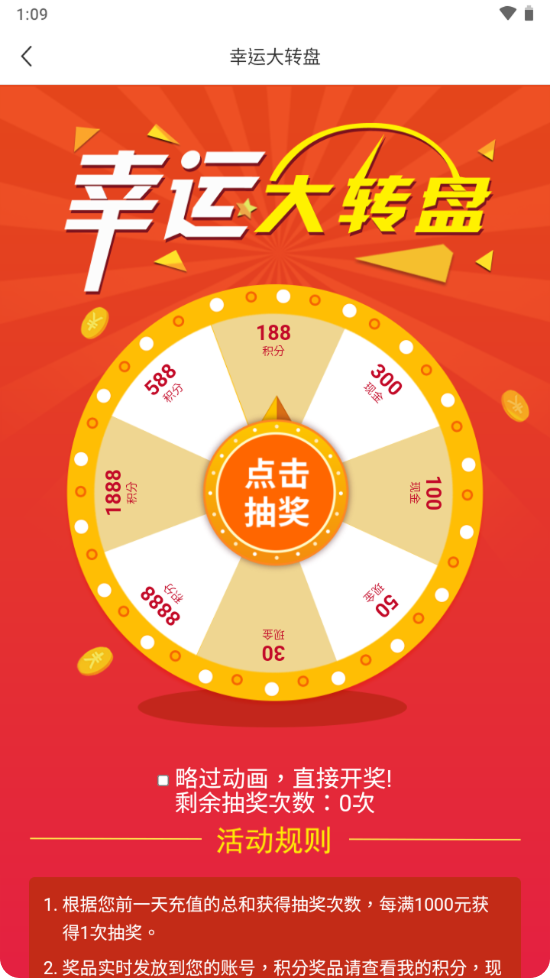 1:09
幸运大转盘
幸运大转盘
188
积分
300
现金
100
现金
50
现金
30
现金
8888
积分
1888
积分
588
积分
点击
抽奖
略过动画，直接开奖!
剩余抽奖次数：0次
活动规则
1. 根据您前一天充值的总和获得抽奖次数，每满1000元获
得1次抽奖。
2. 奖品实时发放到您的账号，积分奖品请查看我的积分，现